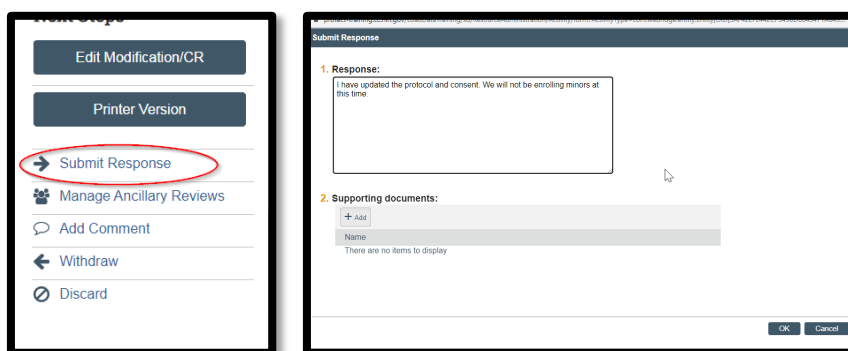 Next Steps
Edit Modification/CR
Printer Version
Submit Response
Manage Ancillary Reviews
Add Comment
Withdraw
Discard
Submit Response
1. Response:
I have updated the protocol and consent. We will not be enrolling minors at
this time.
2. Supporting documents:
+ Add
Name
There are no items to display
OK
Cancel